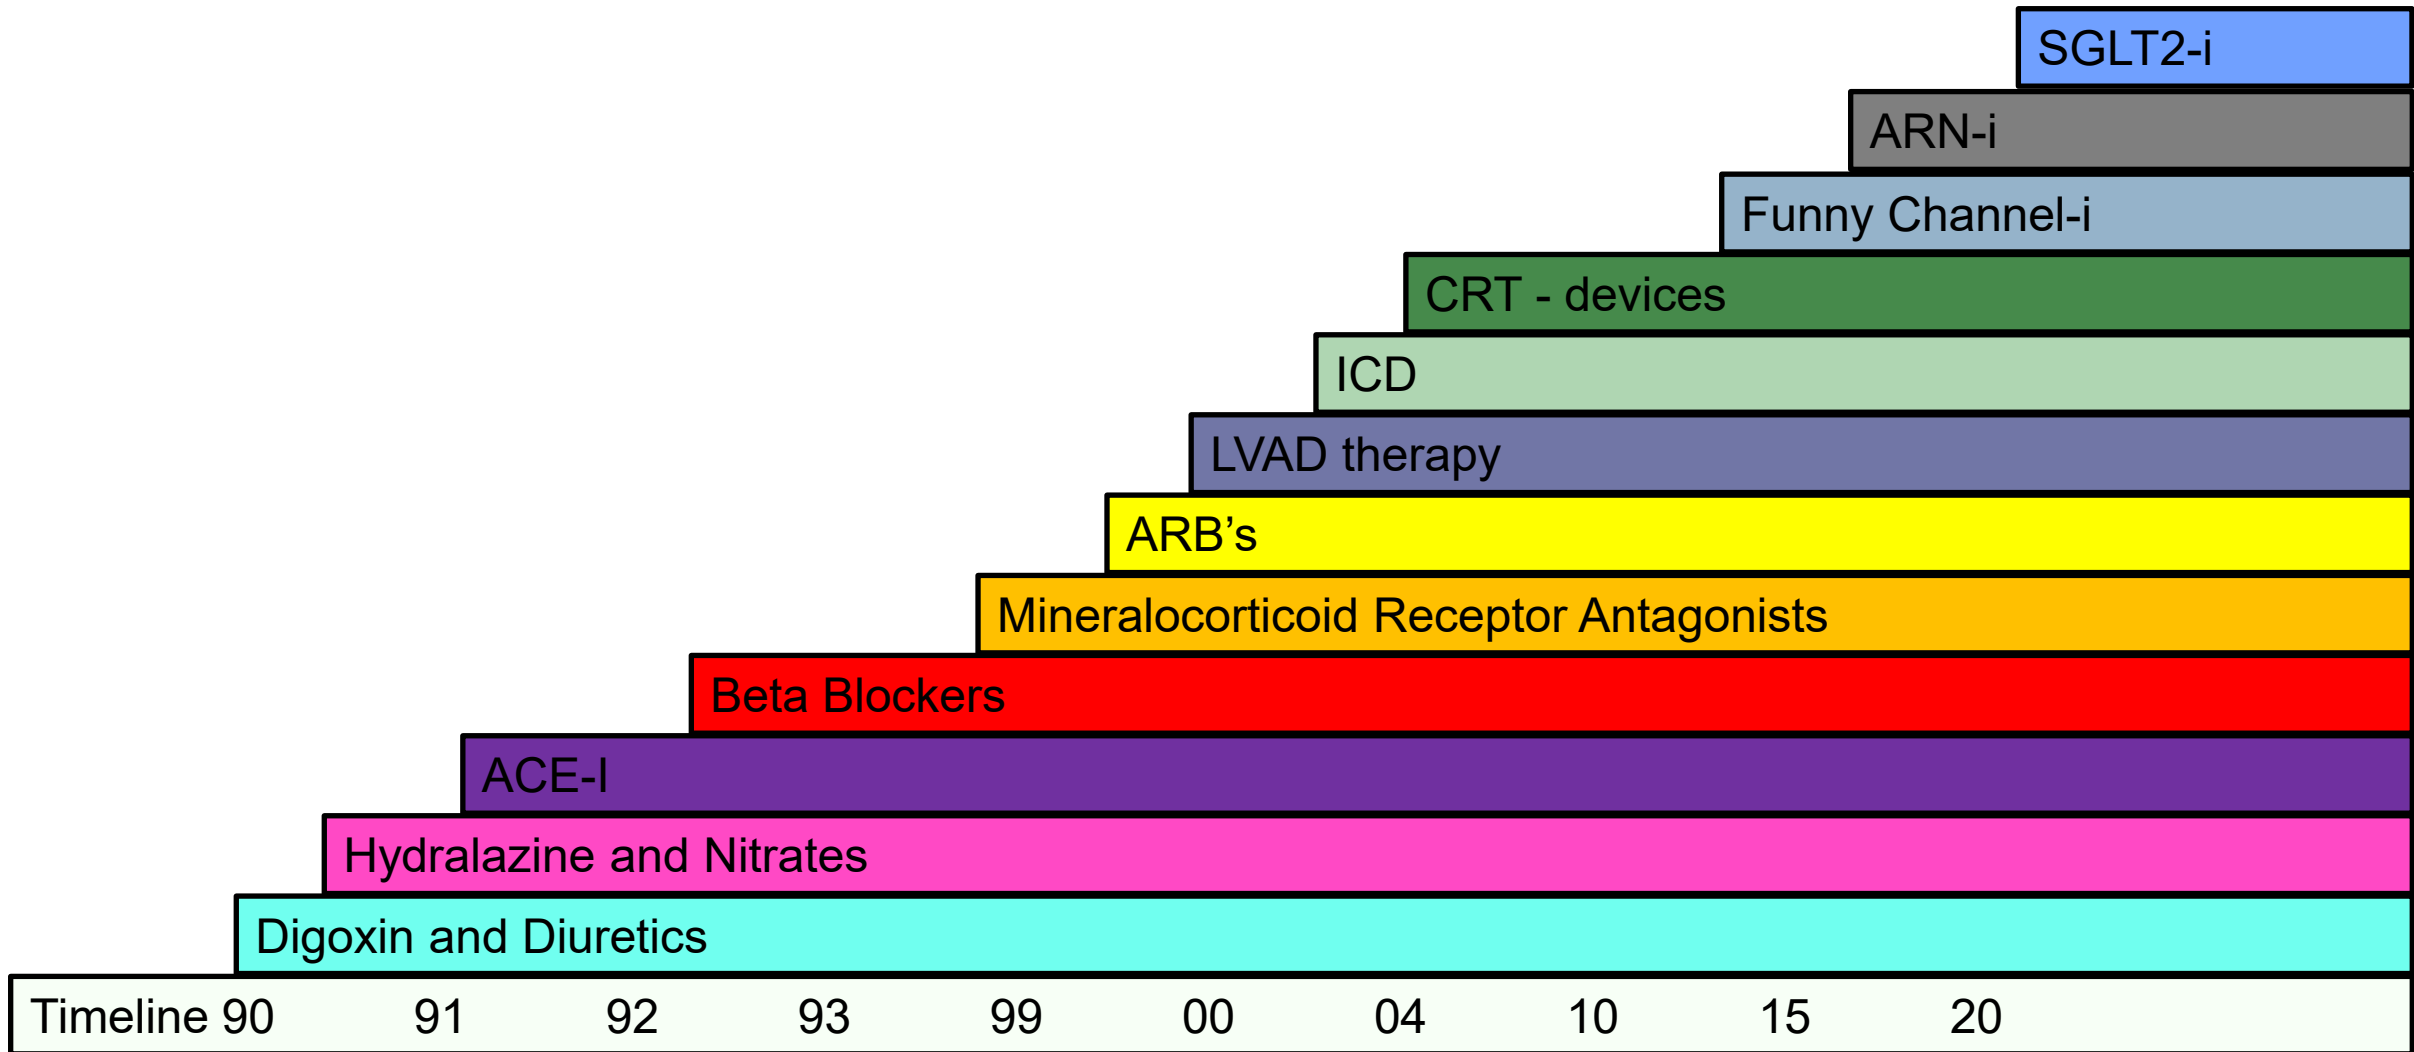 SGLT2-i
ARN-i
Funny Channel-i
CRT - devices
ICD
LVAD therapy
ARB’s
Mineralocorticoid Receptor Antagonists
Beta Blockers
ACE-I
Hydralazine and Nitrates
Digoxin and Diuretics
Timeline 90 91 92 93 99 00 04 10 15 20